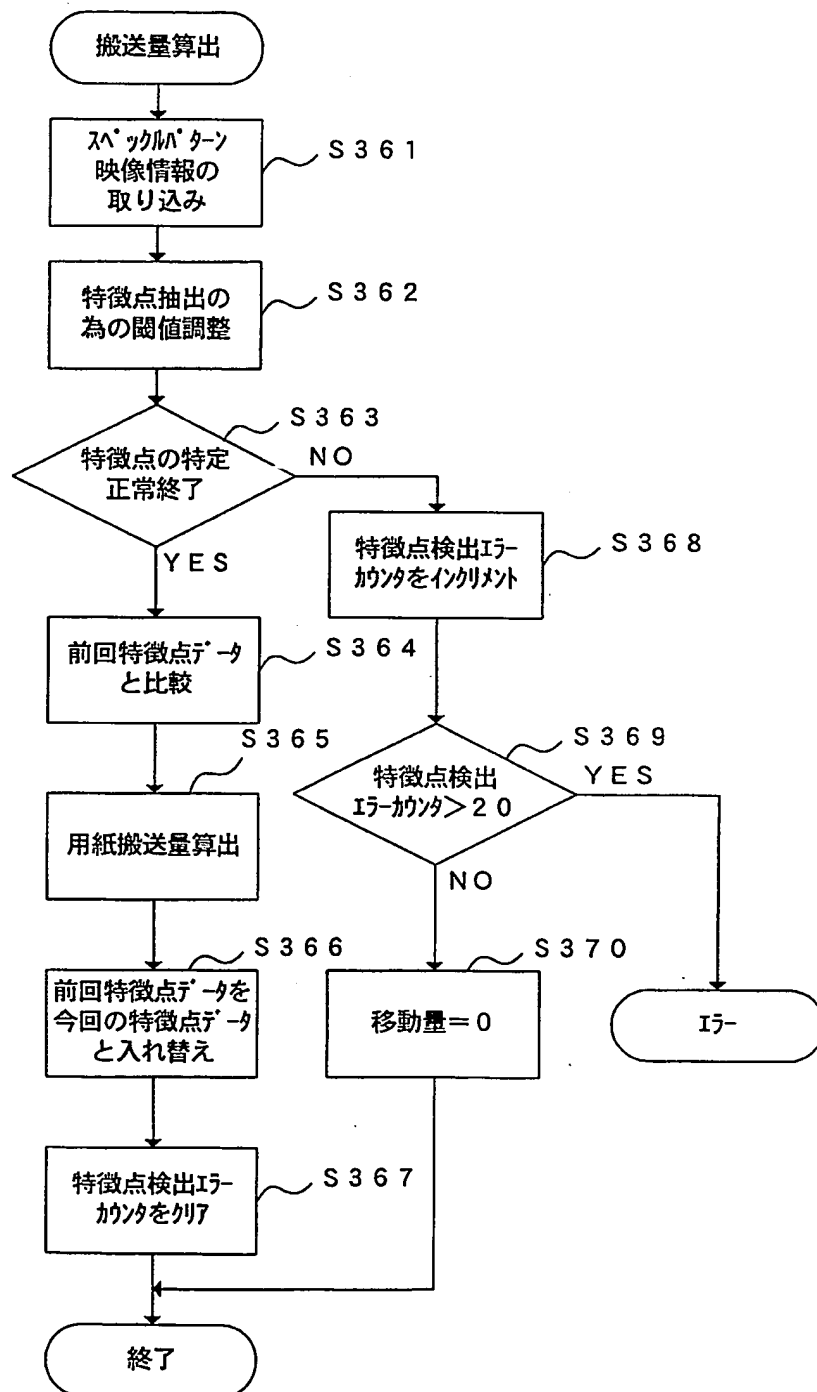 搬送量算出
スペックルパターン
映像情報の
取り込み
S361
特徴点抽出の
為の閾値調整
S362
特徴点の特定
正常終了
S363
NO
YES
特徴点検出エラー
カウンタをインクリメント
S368
前回特徴点データ
と比較
S364
特徴点検出
エラーカウンタ＞20
S369
YES
NO
用紙搬送量算出
S365
前回特徴点データを
今回の特徴点データ
と入れ替え
S366
移動量＝0
S370
エラー
特徴点検出エラー
カウンタをクリア
S367
終了